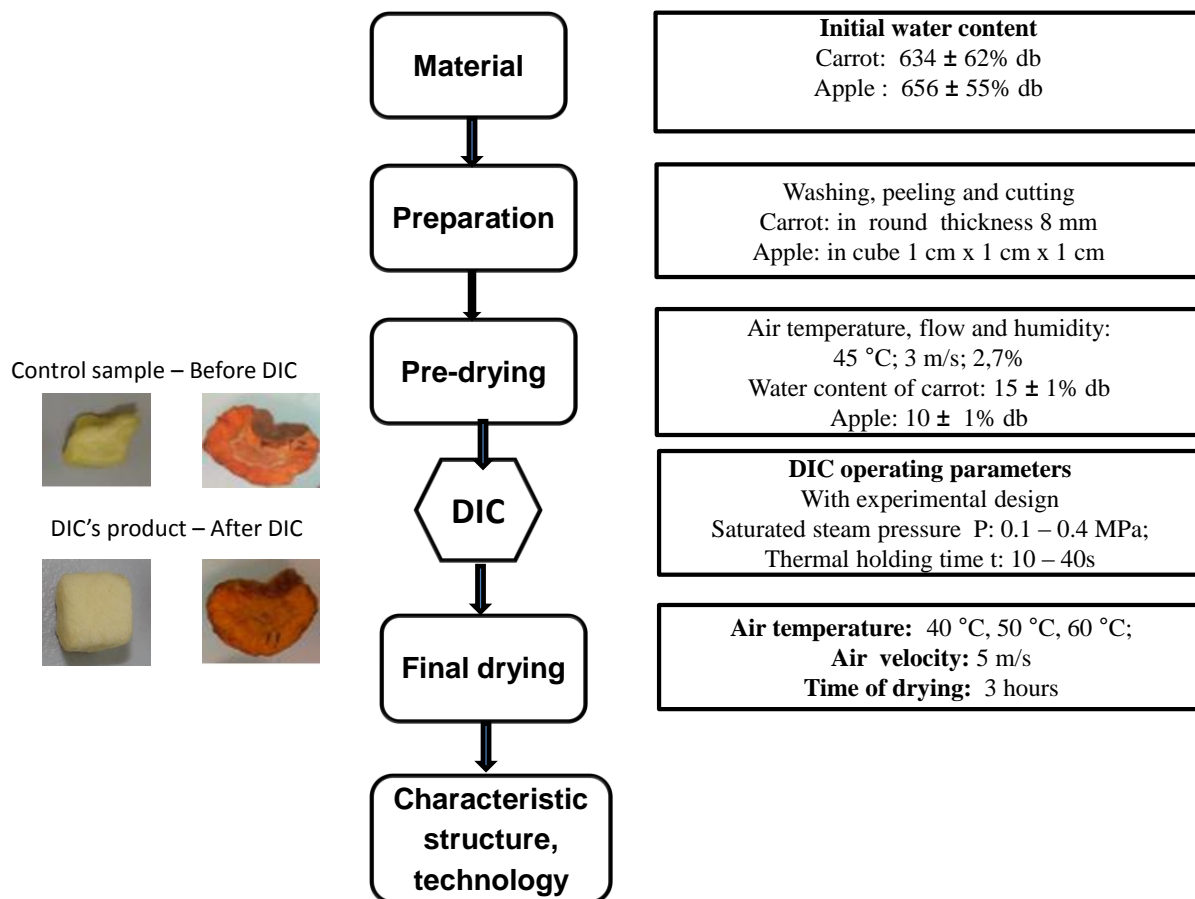 Material
Initial water content
Carrot: 634 ± 62% db
Apple : 656 ± 55% db
Preparation
Washing, peeling and cutting
Carrot: in round thickness 8 mm
Apple: in cube 1 cm x 1 cm x 1 cm
Pre-drying
Air temperature, flow and humidity:
45 °C; 3 m/s; 2,7%
Water content of carrot: 15 ± 1% db
Apple: 10 ± 1% db
Control sample – Before DIC
DIC's product – After DIC
DIC
DIC operating parameters
With experimental design
Saturated steam pressure P: 0.1 – 0.4 MPa;
Thermal holding time t: 10 – 40s
Final drying
Air temperature: 40 °C, 50 °C, 60 °C;
Air velocity: 5 m/s
Time of drying: 3 hours
Characteristic
structure,
technology